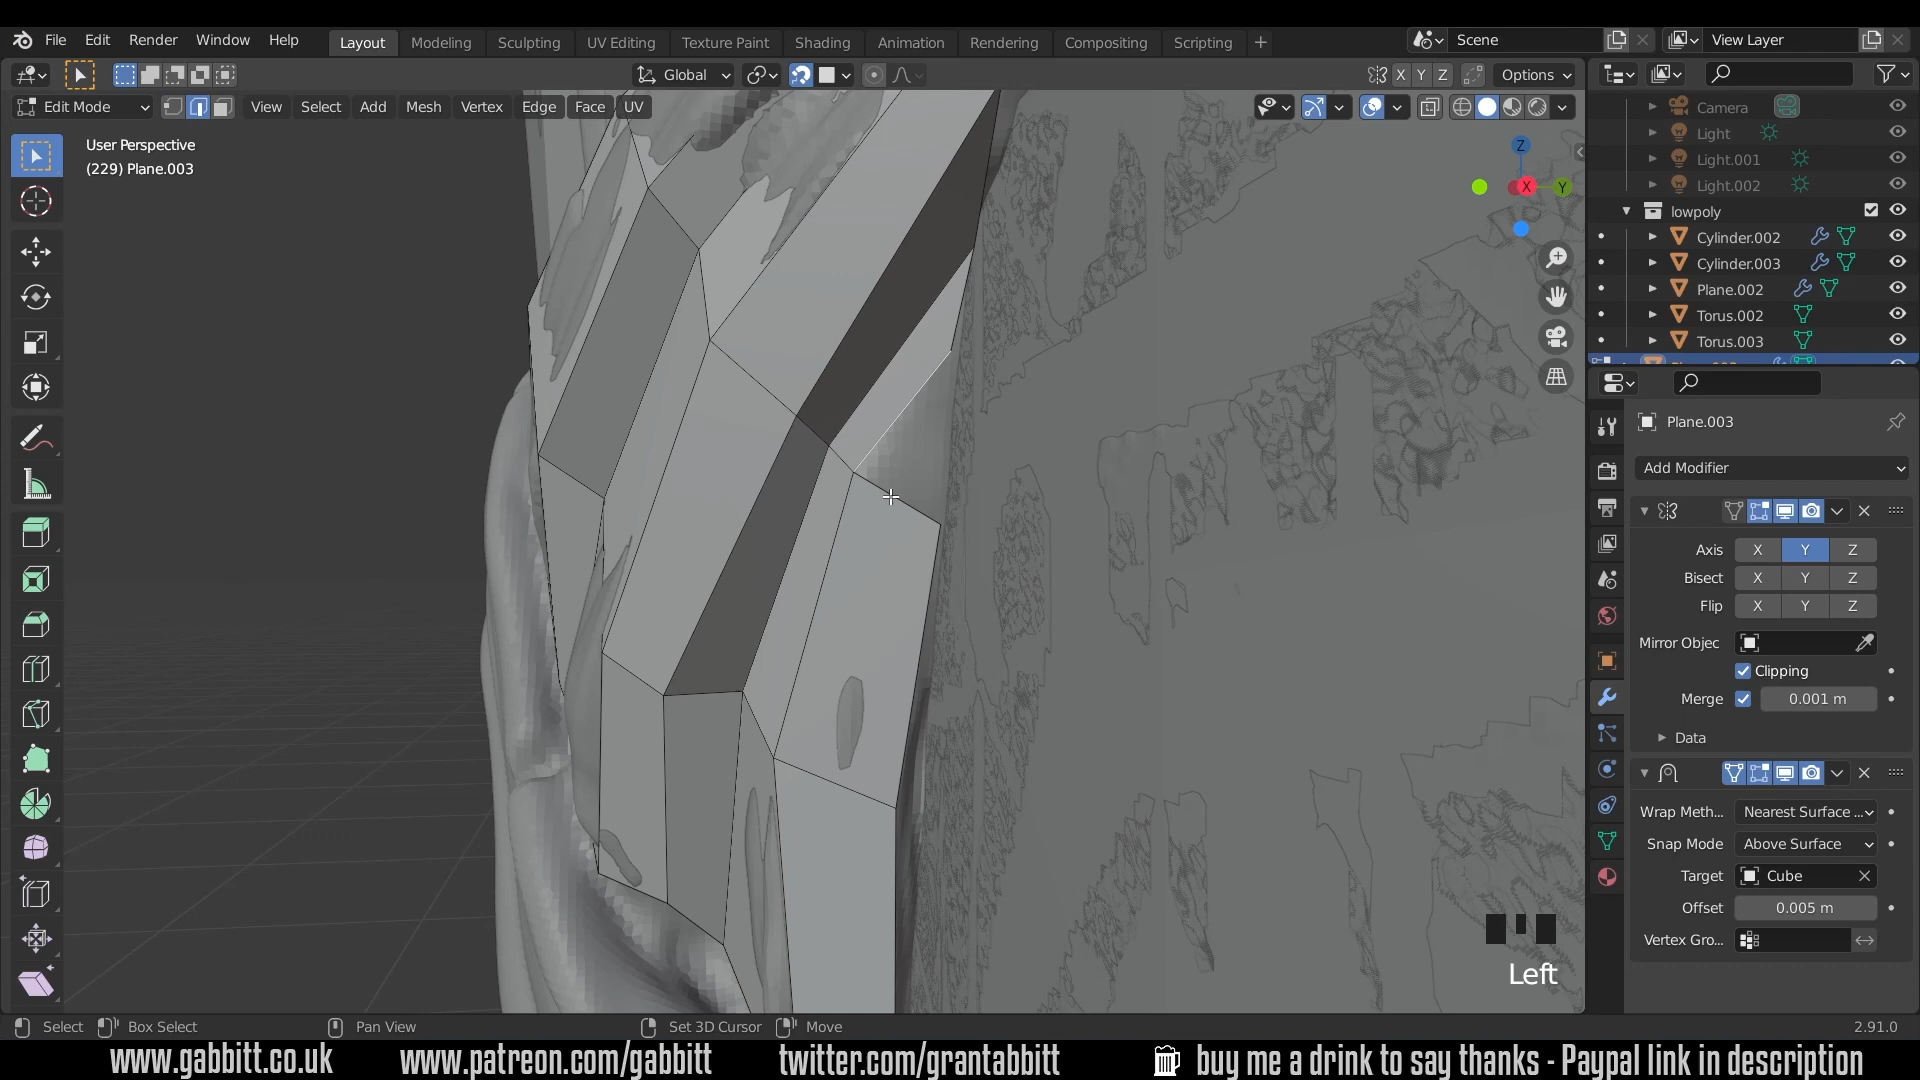 File Edit Render Window Help Layout Modeling Sculpting UV Editing Texture Paint Shading Animation Rendering Compositing Scripting + Scene View Layer
Global X Y Z Options
Edit Mode View Select Add Mesh Vertex Edge Face UV
User Perspective
(229) Plane.003
Z
X
Y
Camera
Light
Light.001
Light.002
lowpoly
Cylinder.002
Cylinder.003
Plane.002
Torus.002
Torus.003
Plane.003
Add Modifier
Axis X Y Z
Bisect X Y Z
Flip X Y Z
Mirror Objec
Clipping
Merge 0.001 m
Data
Wrap Meth... Nearest Surface ...
Snap Mode Above Surface
Target Cube
Offset 0.005 m
Vertex Gro...
Left
Select Box Select Pan View Set 3D Cursor Move 2.91.0
www.gabbitt.co.uk www.patreon.com/gabbitt twitter.com/grantabbitt buy me a drink to say thanks - Paypal link in description